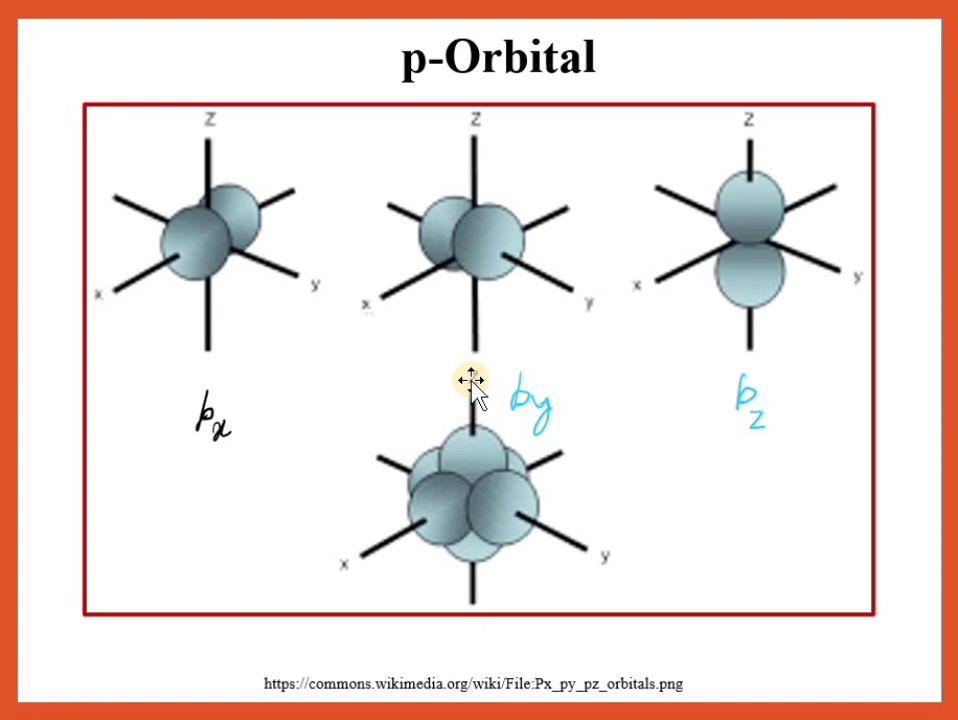 p-Orbital
Z Z Z
x y x y x y
px py pz
x y
https://commons.wikimedia.org/wiki/File:Px_py_pz_orbitals.png